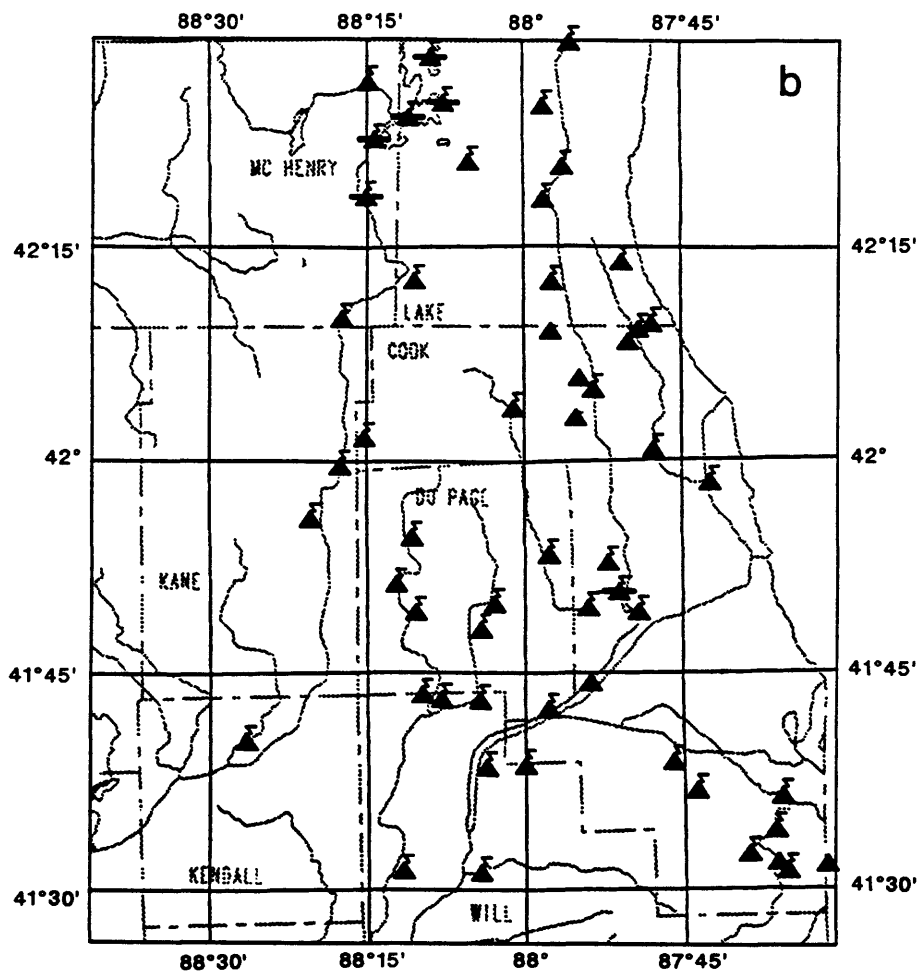 88°30' 88°15' 88° 87°45'
b
MC HENRY
42°15' 42°15'
LAKE
COOK
42° 42°
DU PAGE
KANE
41°45' 41°45'
KENDALL
41°30' 41°30'
WILL
88°30' 88°15' 88° 87°45'